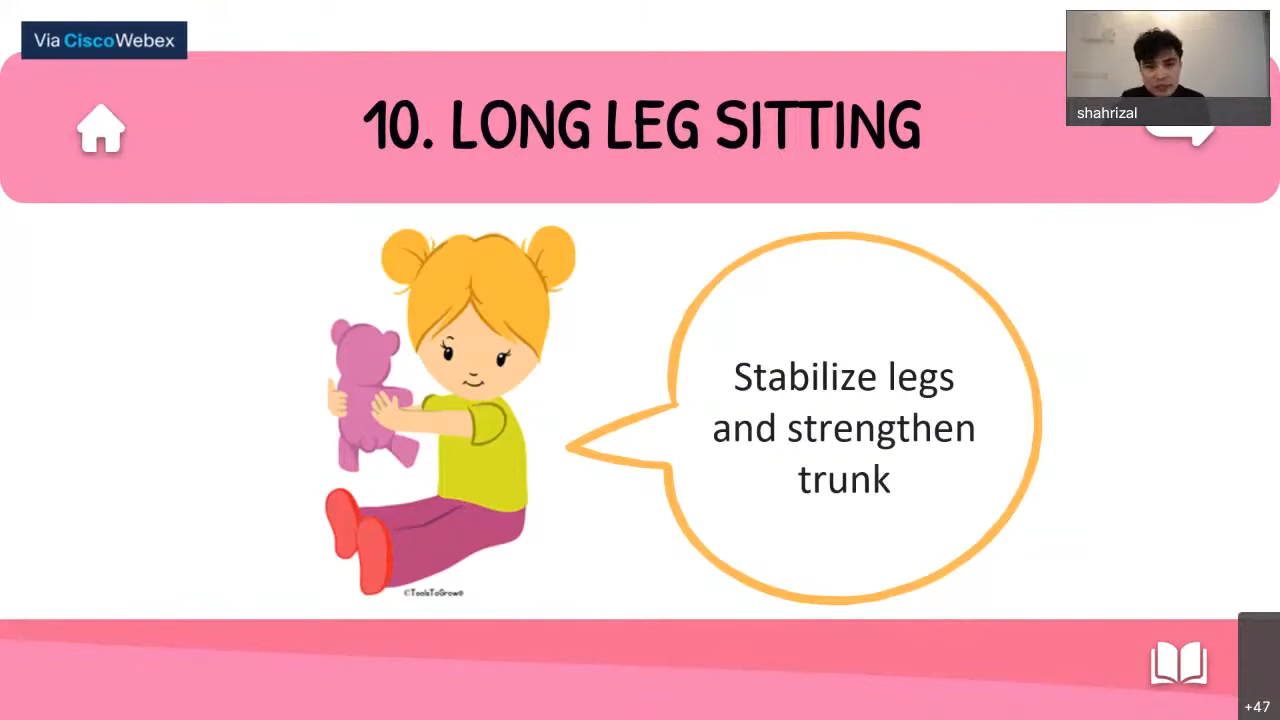 Via CiscoWebex
shahrizal
10. LONG LEG SITTING
Stabilize legs
and strengthen
trunk
©ToolsToGrow®
+47